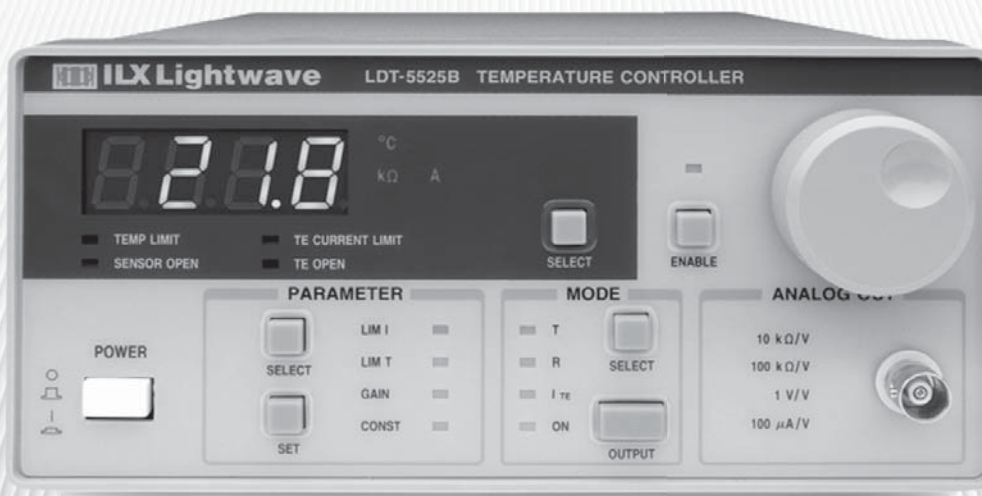 ILX Lightwave LDT-5525B TEMPERATURE CONTROLLER
21.8
°C
kΩ A
TEMP LIMIT TE CURRENT LIMIT
SENSOR OPEN TE OPEN
SELECT
ENABLE
POWER
PARAMETER
SELECT
SET
LIM I
LIM T
GAIN
CONST
MODE
T
R
I TE
ON
SELECT
OUTPUT
ANALOG OUT
10 kΩ/V
100 kΩ/V
1 V/V
100 μA/V